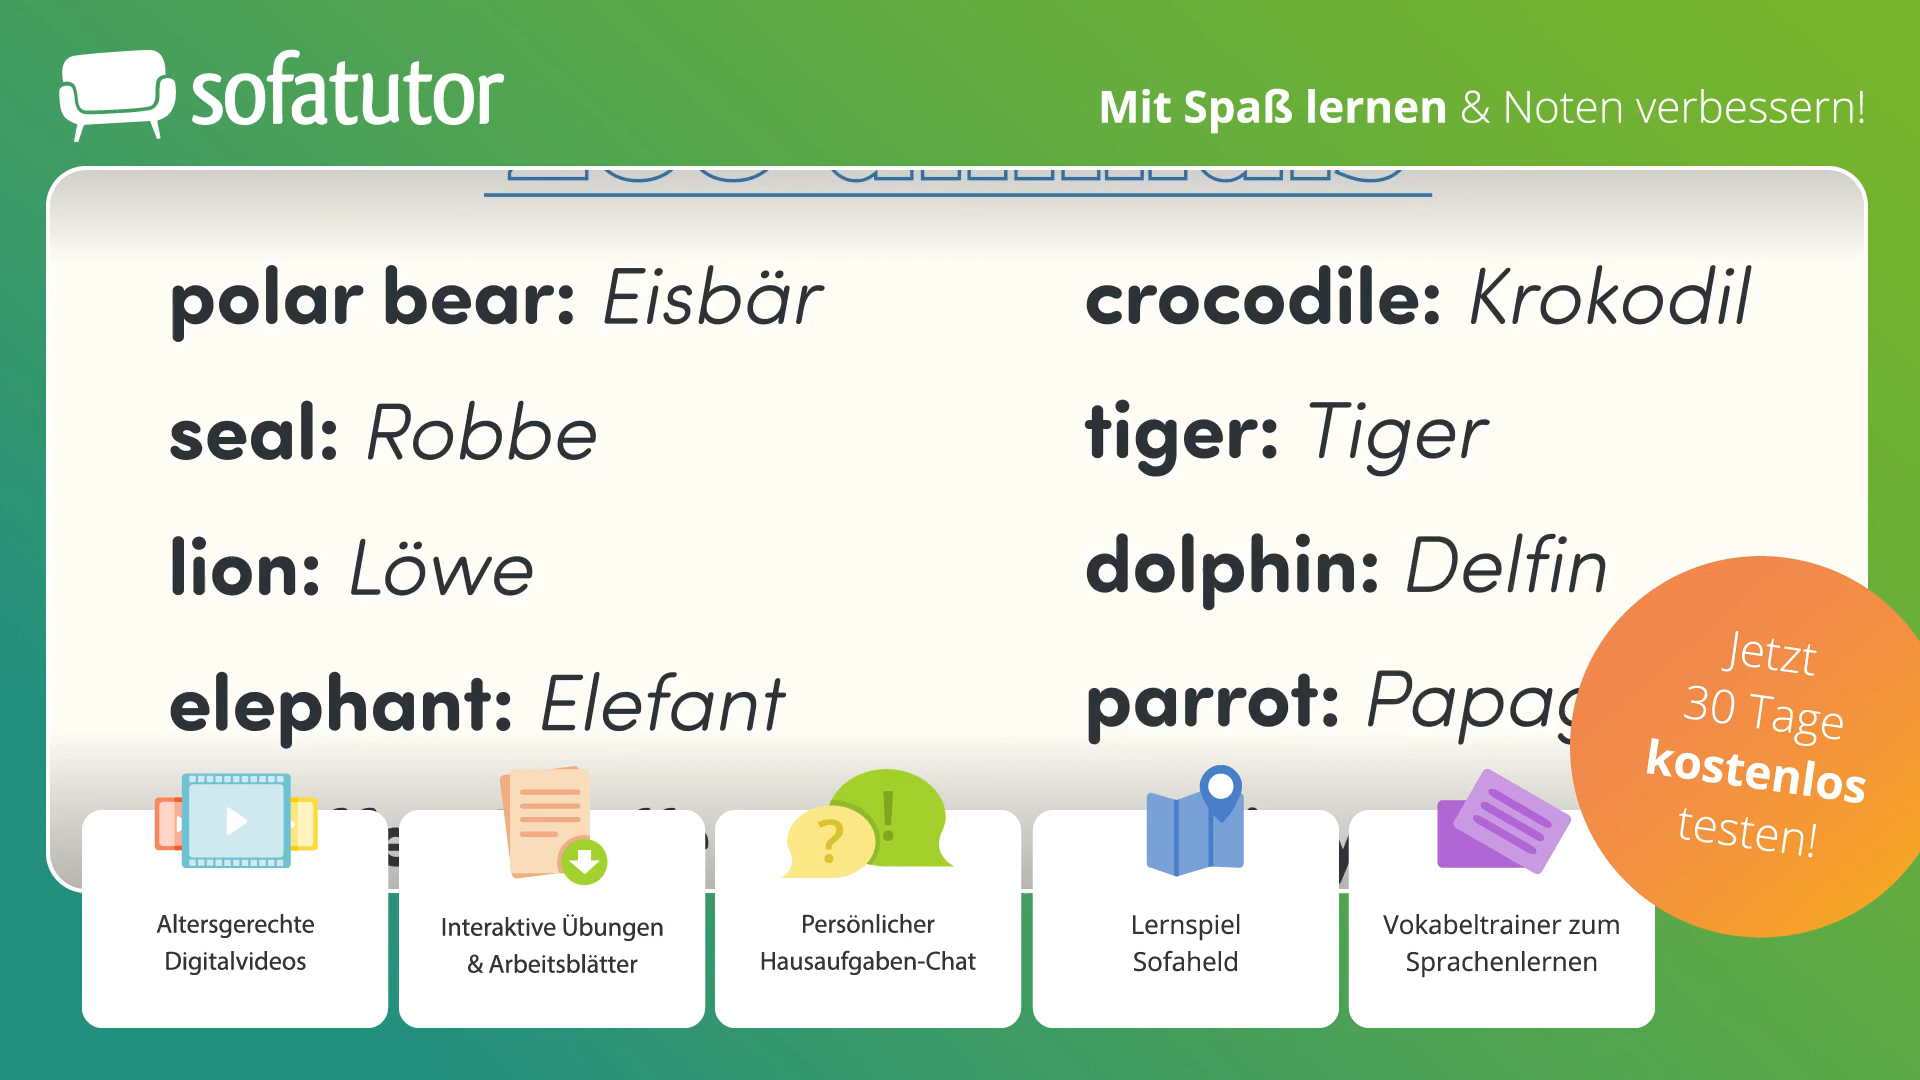 sofatutor
Mit Spaß lernen & Noten verbessern!
polar bear: Eisbär
seal: Robbe
lion: Löwe
elephant: Elefant
crocodile: Krokodil
tiger: Tiger
dolphin: Delfin
parrot:
Jetzt
30 Tage
kostenlos
testen!
Altersgerechte
Digitalvideos
Interaktive Übungen
& Arbeitsblätter
Persönlicher
Hausaufgaben-Chat
Lernspiel
Sofaheld
Vokabeltrainer zum
Sprachenlernen